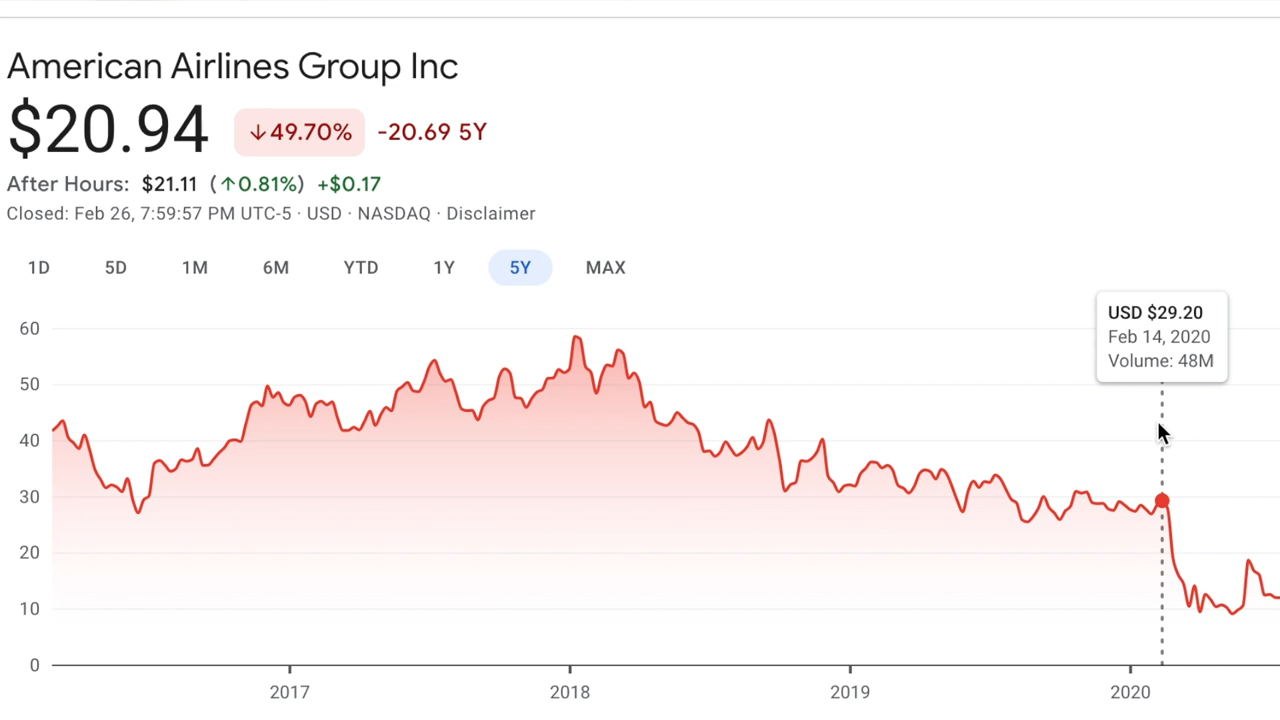 American Airlines Group Inc
$20.94 ↓49.70% -20.69 5Y
After Hours: $21.11 (↑0.81%) +$0.17
Closed: Feb 26, 7:59:57 PM UTC-5 · USD · NASDAQ · Disclaimer
1D 5D 1M 6M YTD 1Y 5Y MAX
USD $29.20
Feb 14, 2020
Volume: 48M
60
50
40
30
20
10
0
2017 2018 2019 2020